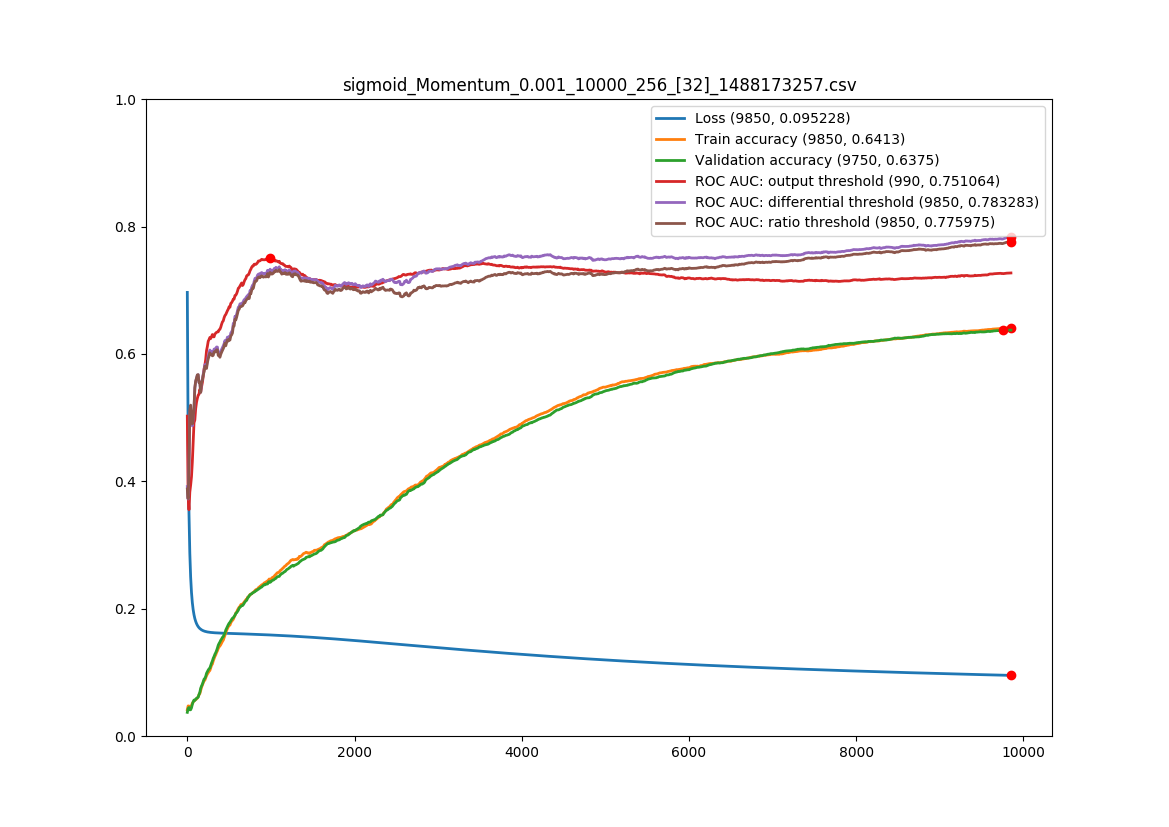 sigmoid_Momentum_0.001_10000_256_[32]_1488173257.csv
1.0
0.8
0.6
0.4
0.2
0.0
Loss (9850, 0.095228)
Train accuracy (9850, 0.6413)
Validation accuracy (9750, 0.6375)
ROC AUC: output threshold (990, 0.751064)
ROC AUC: differential threshold (9850, 0.783283)
ROC AUC: ratio threshold (9850, 0.775975)
0 2000 4000 6000 8000 10000